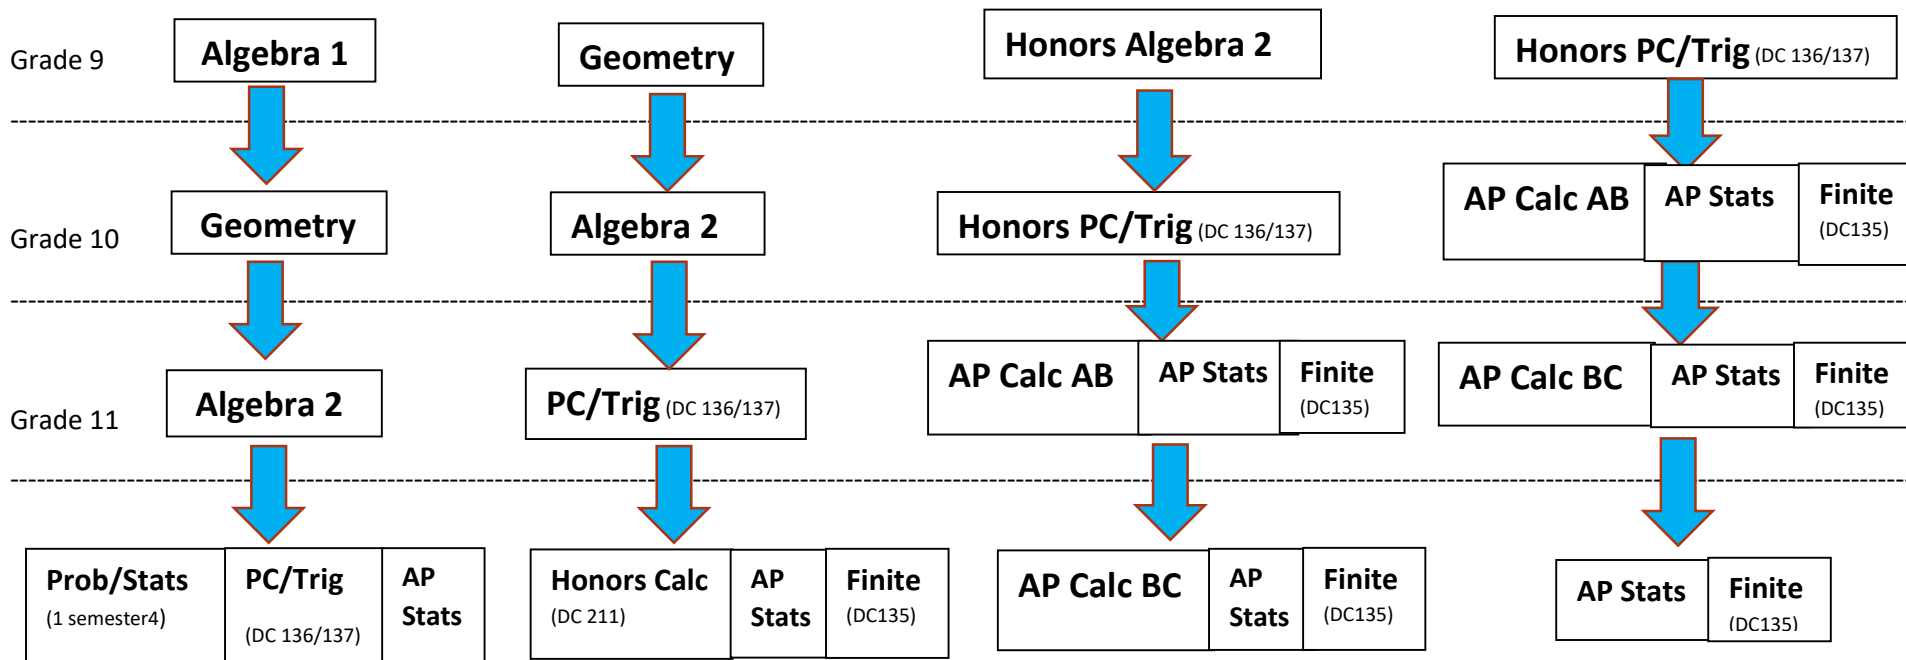 Grade 9
Algebra 1
Geometry
Honors Algebra 2
Honors PC/Trig (DC 136/137)
Grade 10
Geometry
Algebra 2
Honors PC/Trig (DC 136/137)
AP Calc AB
AP Stats
Finite
(DC135)
Grade 11
Algebra 2
PC/Trig (DC 136/137)
AP Calc AB
AP Stats
Finite
(DC135)
AP Calc BC
AP Stats
Finite
(DC135)
Prob/Stats
(1 semester4)
PC/Trig
(DC 136/137)
AP
Stats
Honors Calc
(DC 211)
AP
Stats
Finite
(DC135)
AP Calc BC
AP
Stats
Finite
(DC135)
AP Stats
Finite
(DC135)